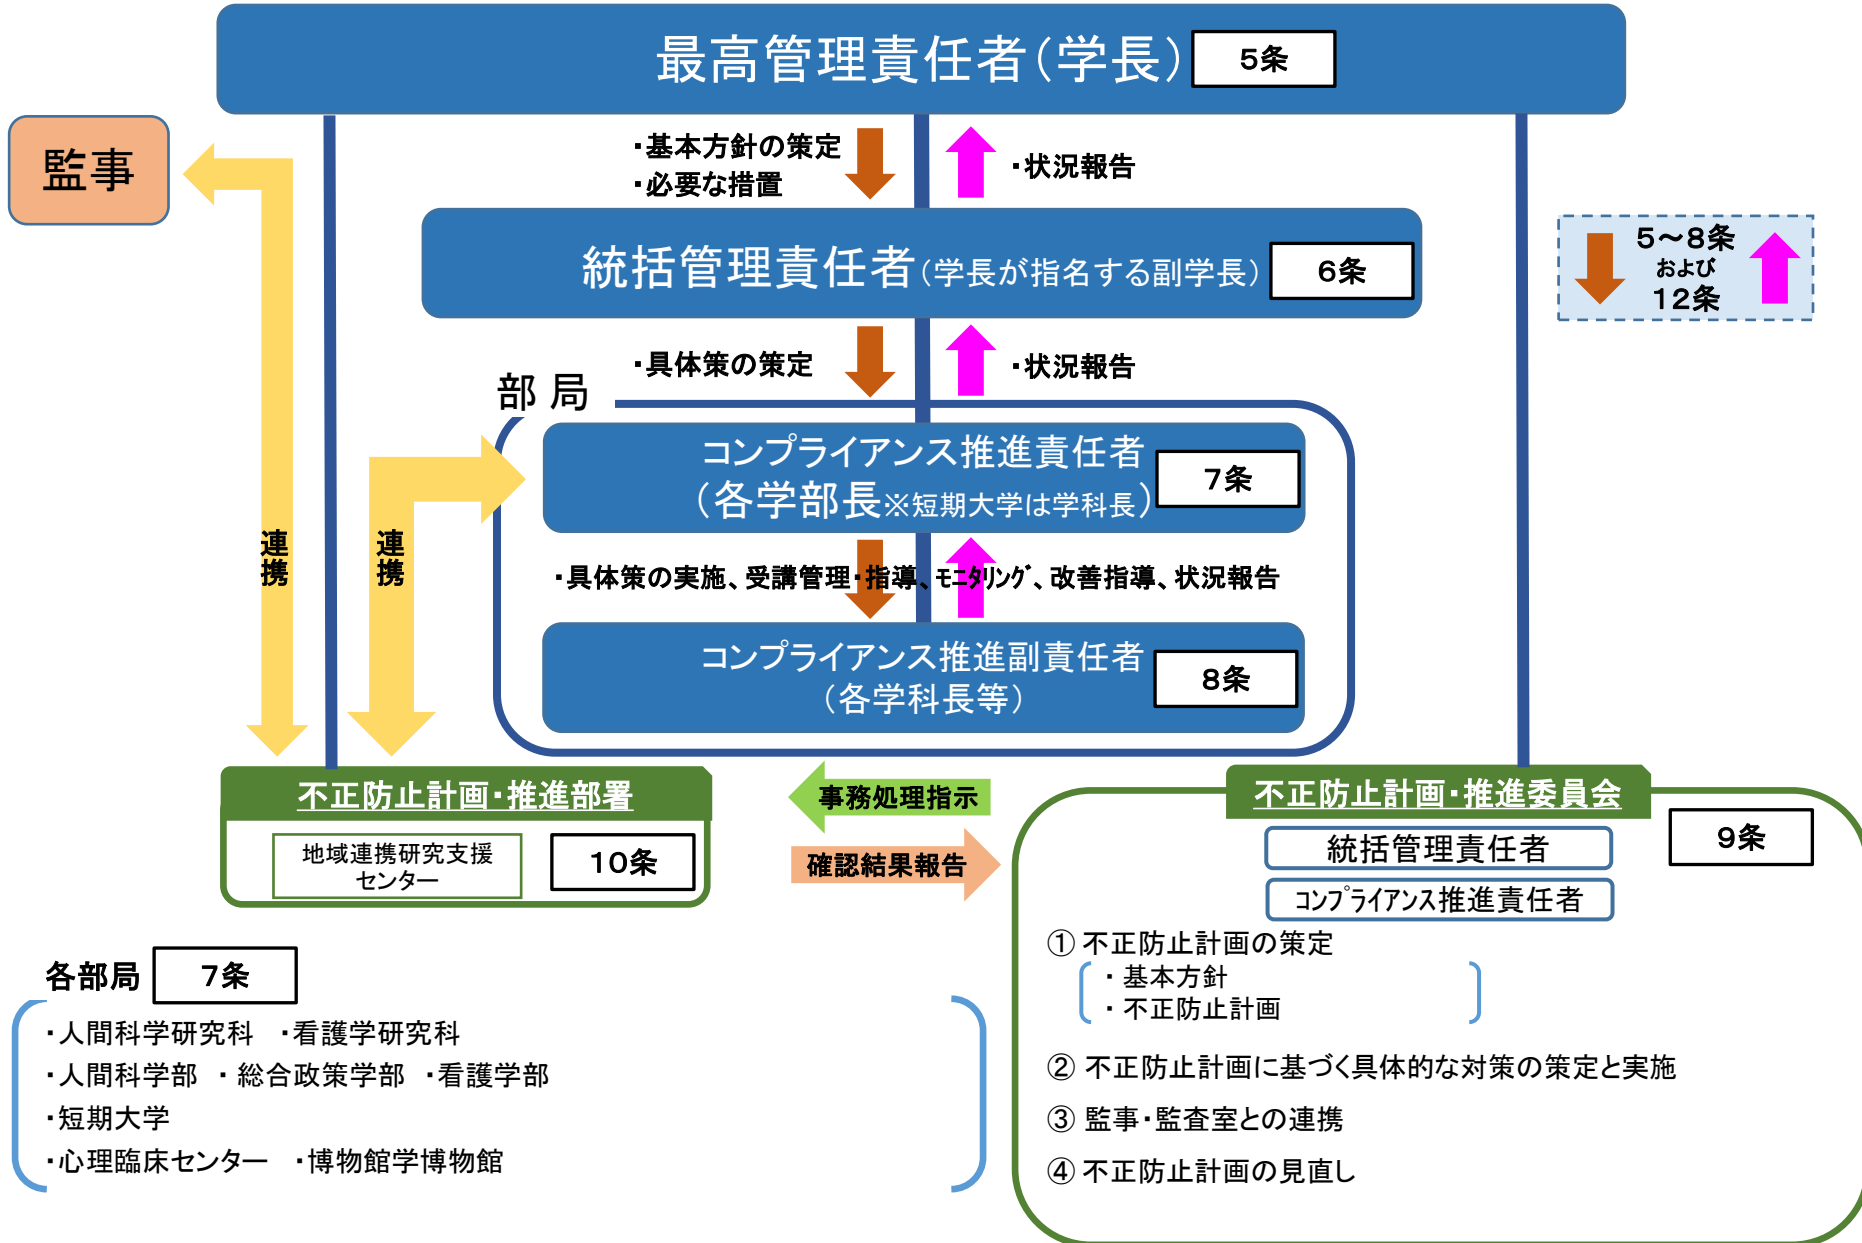 最高管理責任者（学長） 5条
監事
・基本方針の策定
・必要な措置
・状況報告
統括管理責任者（学長が指名する副学長） 6条
5～8条
および
12条
・具体策の策定
・状況報告
部 局
コンプライアンス推進責任者
（各学部長※短期大学は学科長） 7条
連携
連携
・具体策の実施、受講管理・指導、ﾓﾆﾀﾘﾝｸﾞ、改善指導、状況報告
コンプライアンス推進副責任者
（各学科長等） 8条
不正防止計画・推進部署
地域連携研究支援
センター
10条
事務処理指示
確認結果報告
不正防止計画・推進委員会
9条
統括管理責任者
ｺﾝﾌﾟﾗｲｱﾝｽ推進責任者
① 不正防止計画の策定
・ 基本方針
・ 不正防止計画
② 不正防止計画に基づく具体的な対策の策定と実施
③ 監事・監査室との連携
④ 不正防止計画の見直し
各部局 7条
・人間科学研究科 ・看護学研究科
・人間科学部 ・ 総合政策学部 ・看護学部
・短期大学
・心理臨床センター ・博物館学博物館